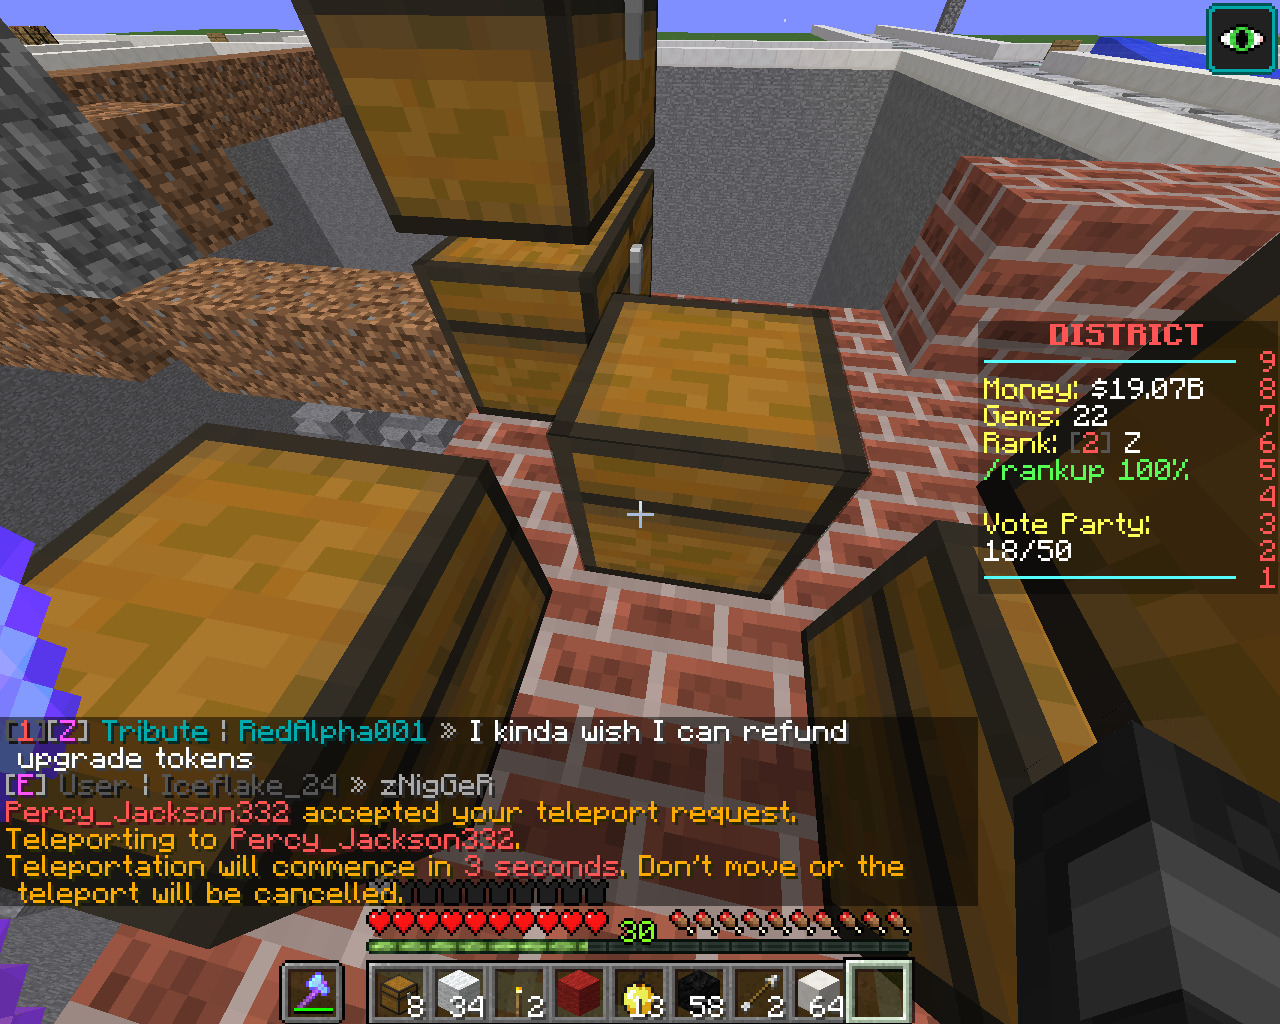 DISTRICT
9
Money: $19.07B 8
Gems: 22 7
Rank: [2] Z 6
/rankup 100% 5
4
Vote Party: 3
18/50 2
1
[1][Z] Tribute ¦ RedAlpha001 » I kinda wish I can refund
upgrade tokens
[E] User ¦ Iceflake_24 » zNigGeR
Percy_Jackson332 accepted your teleport request.
Teleporting to Percy_Jackson332.
Teleportation will commence in 3 seconds. Don't move or the
teleport will be cancelled.
30
8 34 2 13 58 2 64